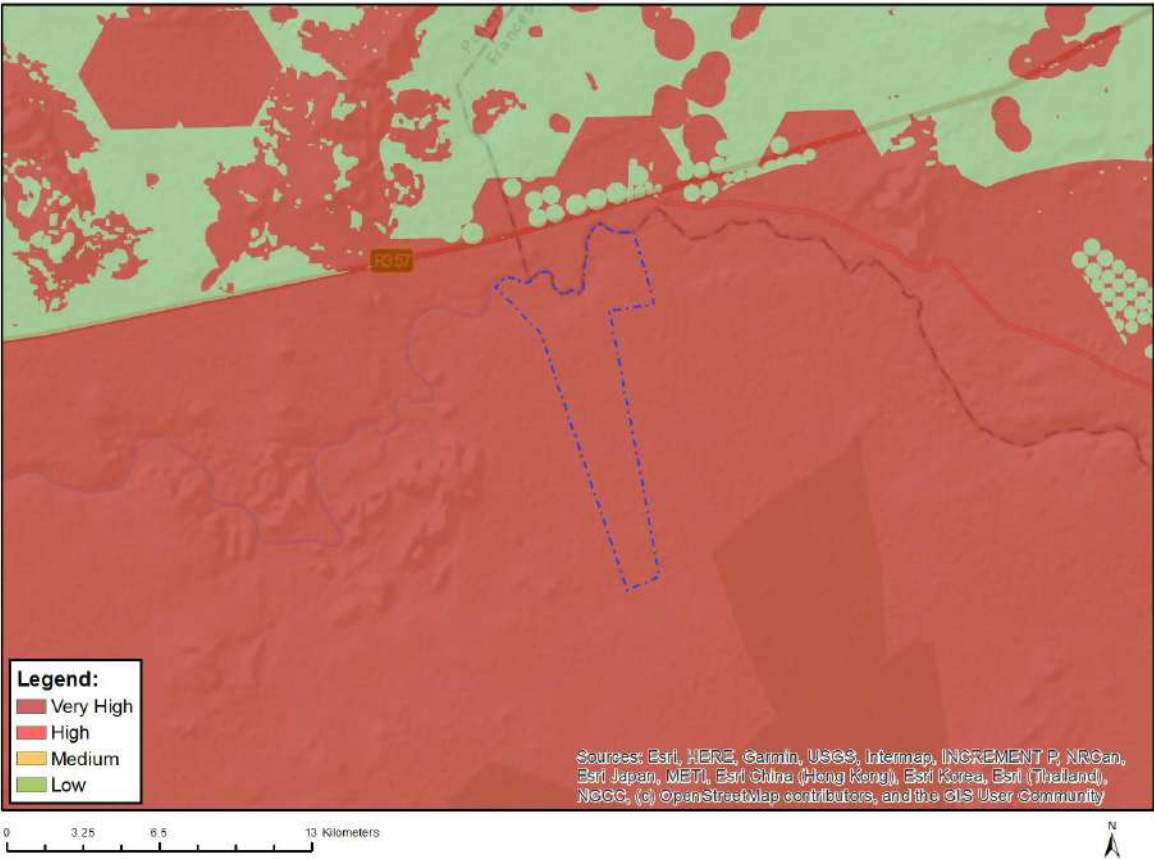 R357
Legend:
Very High
High
Medium
Low
Sources: Esri, HERE, Garmin, USGS, Intermap, INCREMENT P, NRCan,
Esri Japan, METI, Esri China (Hong Kong), Esri Korea, Esri (Thailand),
NGCC, (c) OpenStreetMap contributors, and the GIS User Community
0 3.25 6.5 13 Kilometers
N